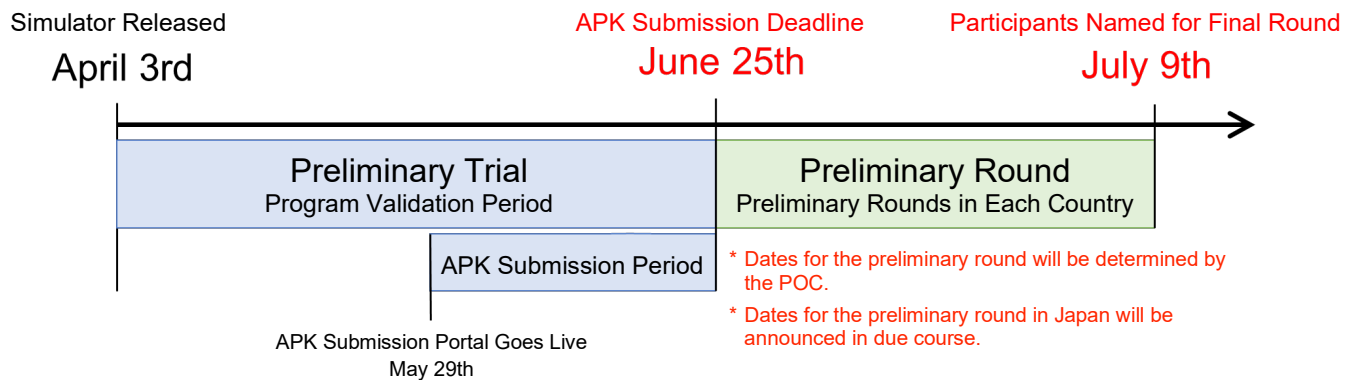 Simulator Released
April 3rd
APK Submission Deadline
June 25th
Participants Named for Final Round
July 9th
Preliminary Trial
Program Validation Period
Preliminary Round
Preliminary Rounds in Each Country
APK Submission Period
APK Submission Portal Goes Live
May 29th
* Dates for the preliminary round will be determined by
the POC.
* Dates for the preliminary round in Japan will be
announced in due course.